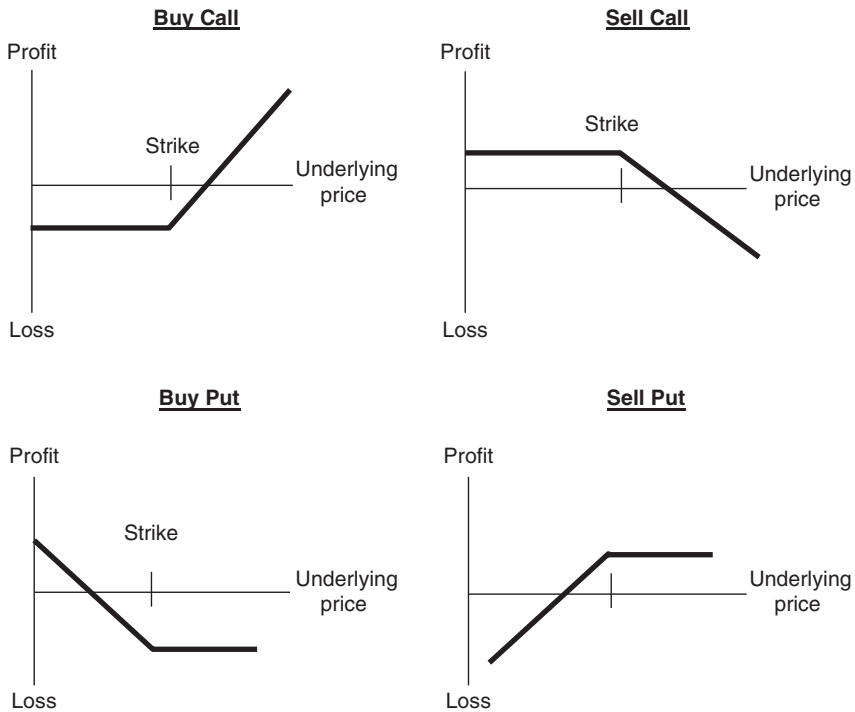 Buy Call
Profit
Strike
Underlying
price
Loss
Sell Call
Profit
Strike
Underlying
price
Loss
Buy Put
Profit
Strike
Underlying
price
Loss
Sell Put
Profit
Underlying
price
Loss